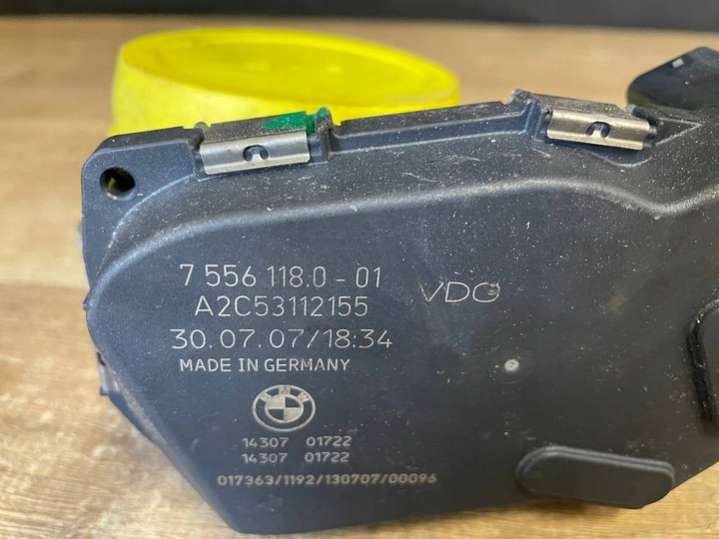 7 556 118.0 - 01
A2C53112155
VDO
30.07.07/18:34
MADE IN GERMANY
BMW
14307 01722
14307 01722
017363/1192/130707/00096